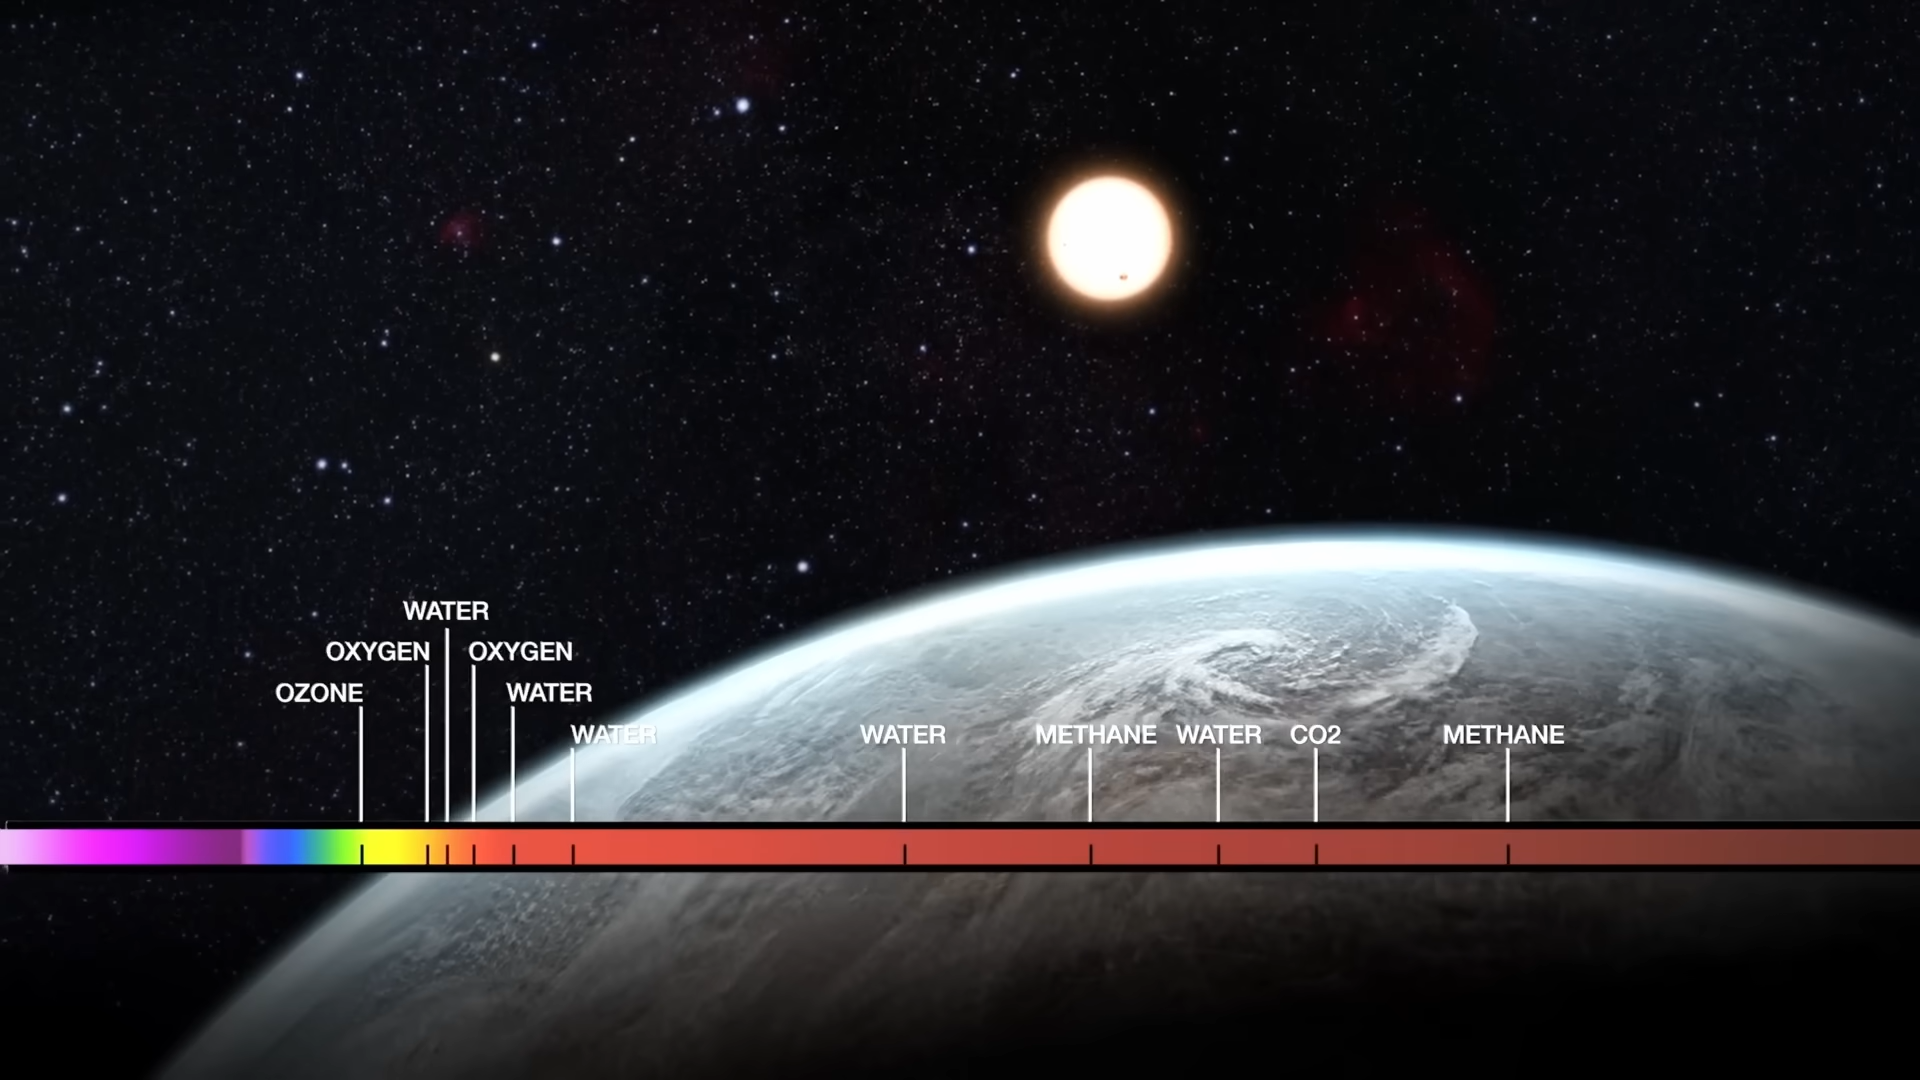 WATER
OXYGEN OXYGEN
OZONE WATER
WATER WATER METHANE WATER CO2 METHANE